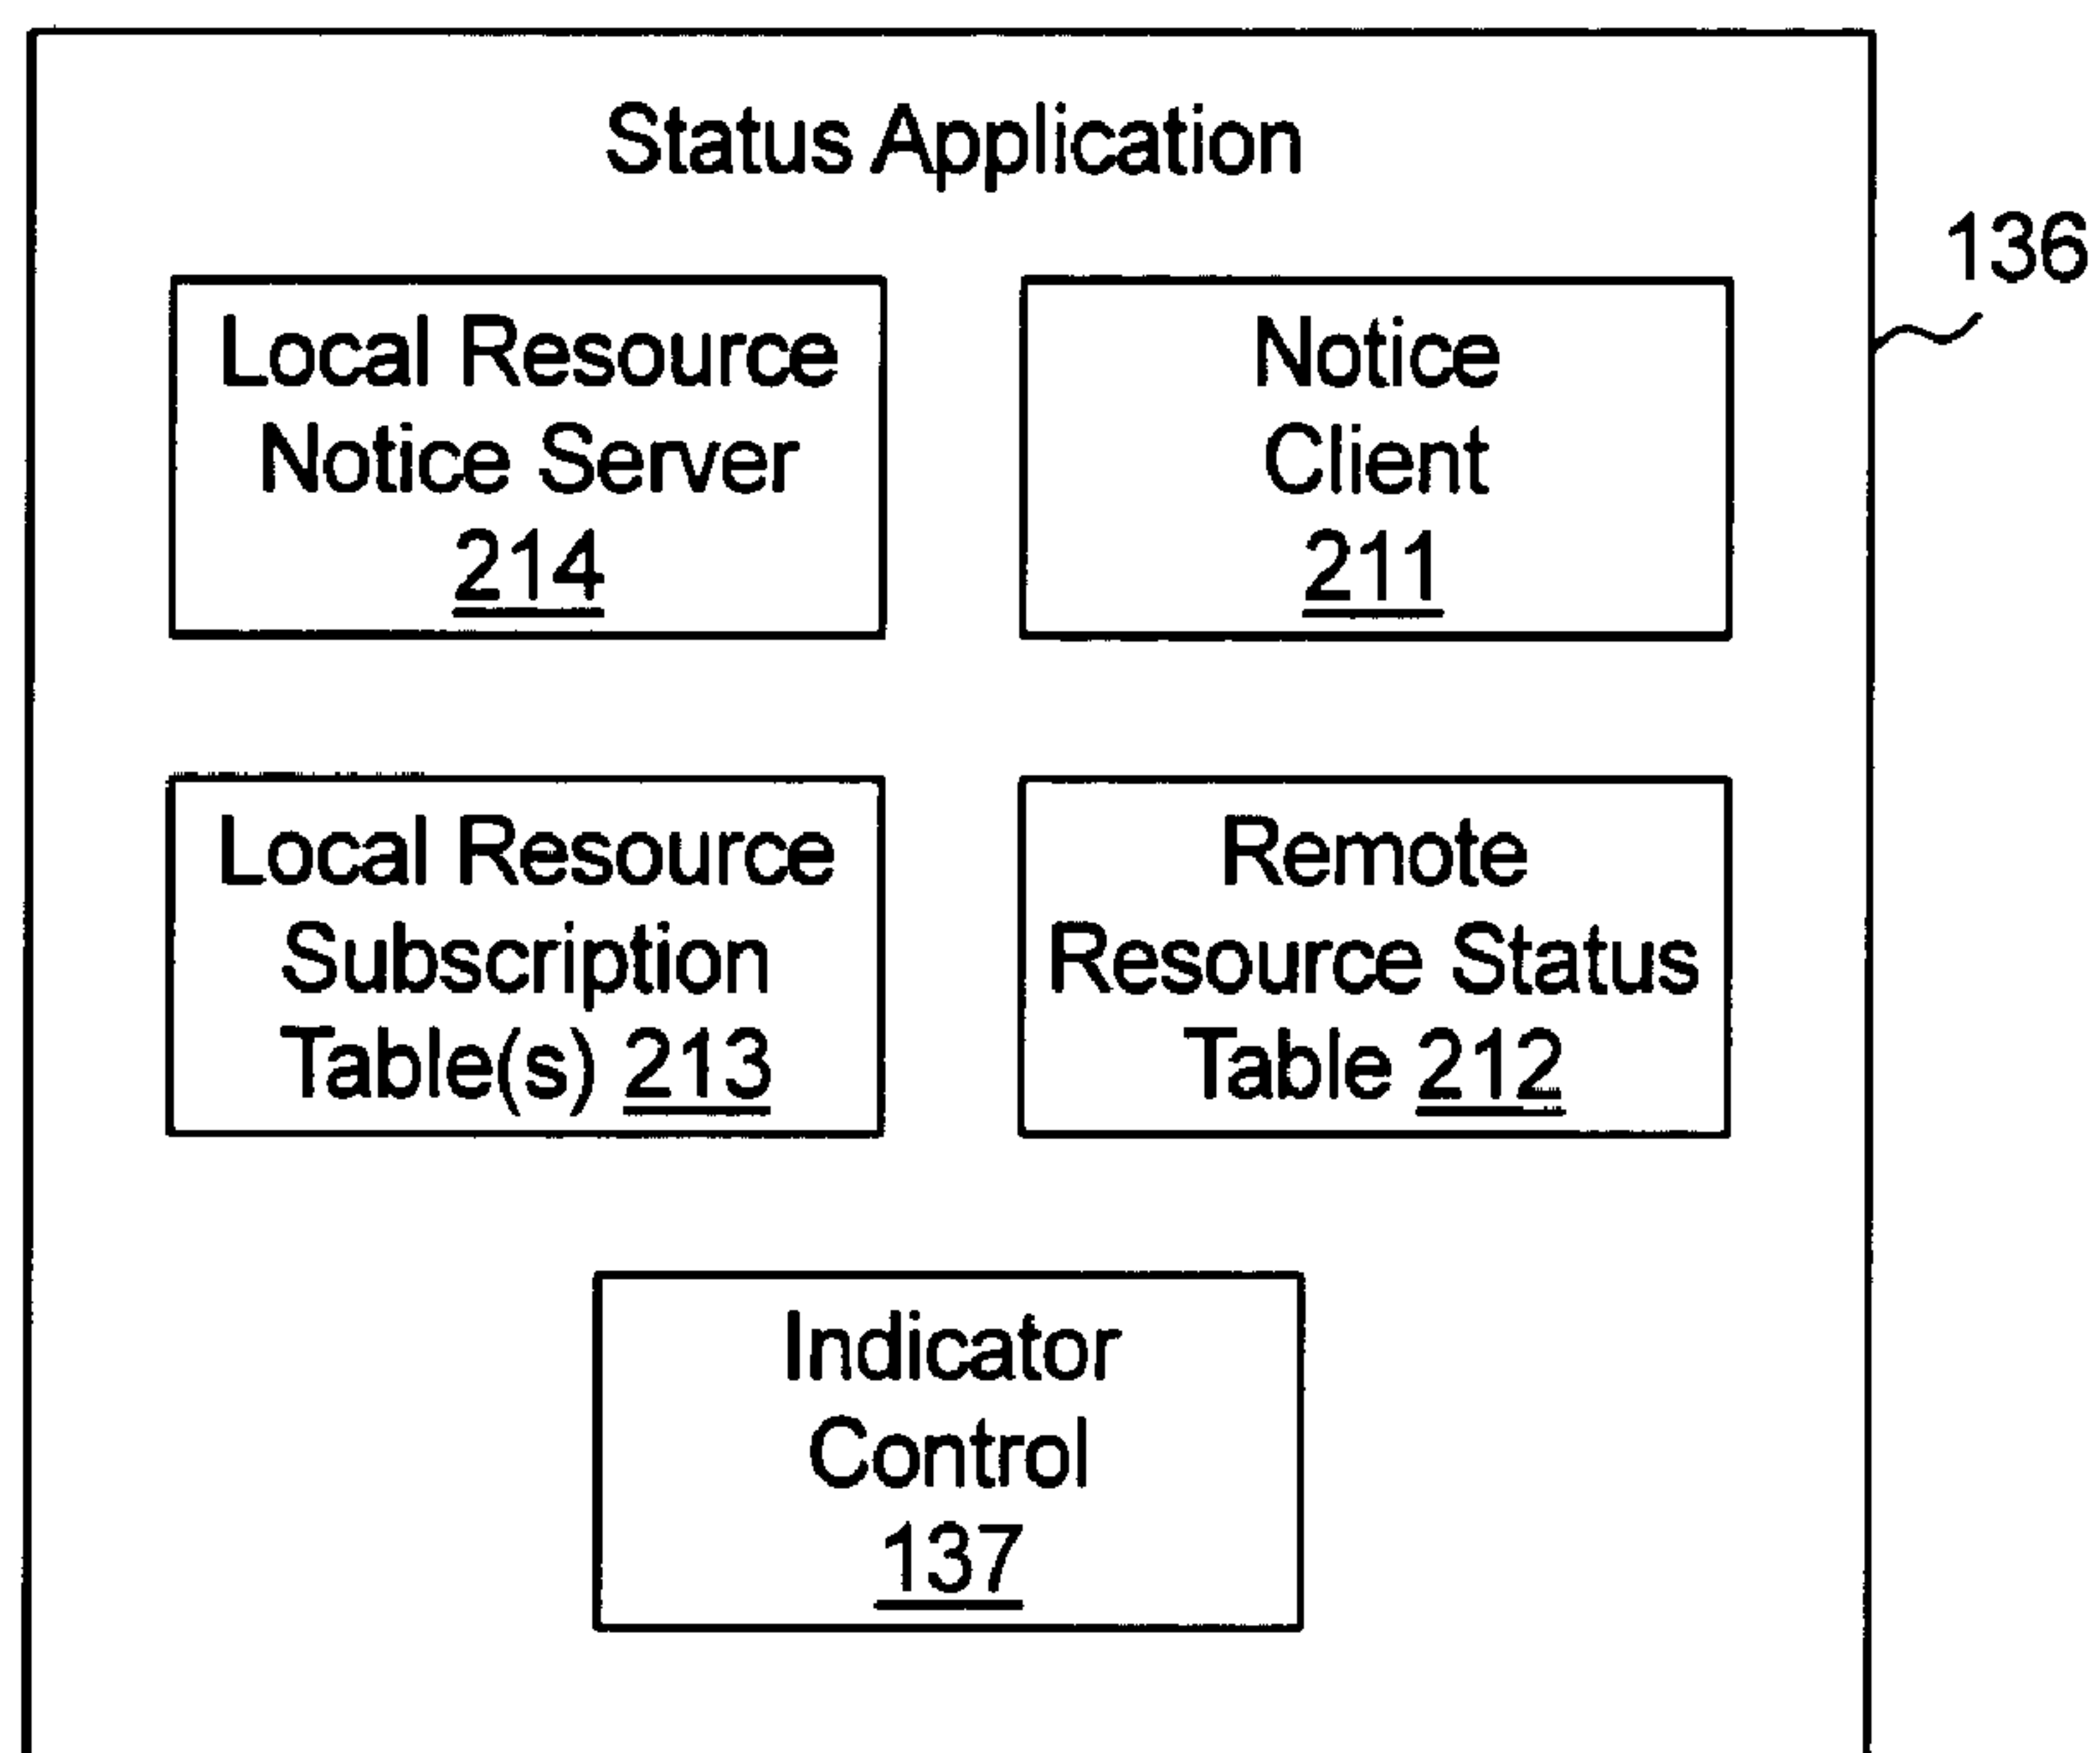 Status Application
136
Local Resource
Notice Server
214
Notice
Client
211
Local Resource
Subscription
Table(s) 213
Remote
Resource Status
Table 212
Indicator
Control
137